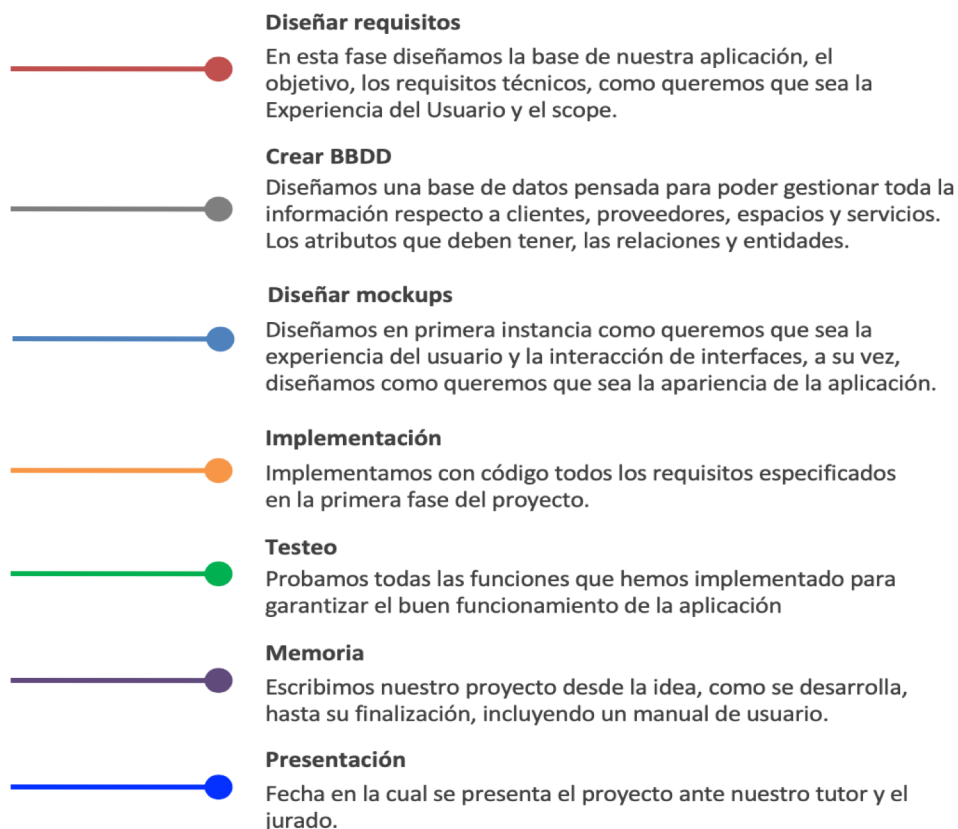 Diseñar requisitos
En esta fase diseñamos la base de nuestra aplicación, el
objetivo, los requisitos técnicos, como queremos que sea la
Experiencia del Usuario y el scope.
Crear BBDD
Diseñamos una base de datos pensada para poder gestionar toda la
información respecto a clientes, proveedores, espacios y servicios.
Los atributos que deben tener, las relaciones y entidades.
Diseñar mockups
Diseñamos en primera instancia como queremos que sea la
experiencia del usuario y la interacción de interfaces, a su vez,
diseñamos como queremos que sea la apariencia de la aplicación.
Implementación
Implementamos con código todos los requisitos especificados
en la primera fase del proyecto.
Testeo
Probamos todas las funciones que hemos implementado para
garantizar el buen funcionamiento de la aplicación
Memoria
Escribimos nuestro proyecto desde la idea, como se desarrolla,
hasta su finalización, incluyendo un manual de usuario.
Presentación
Fecha en la cual se presenta el proyecto ante nuestro tutor y el
jurado.